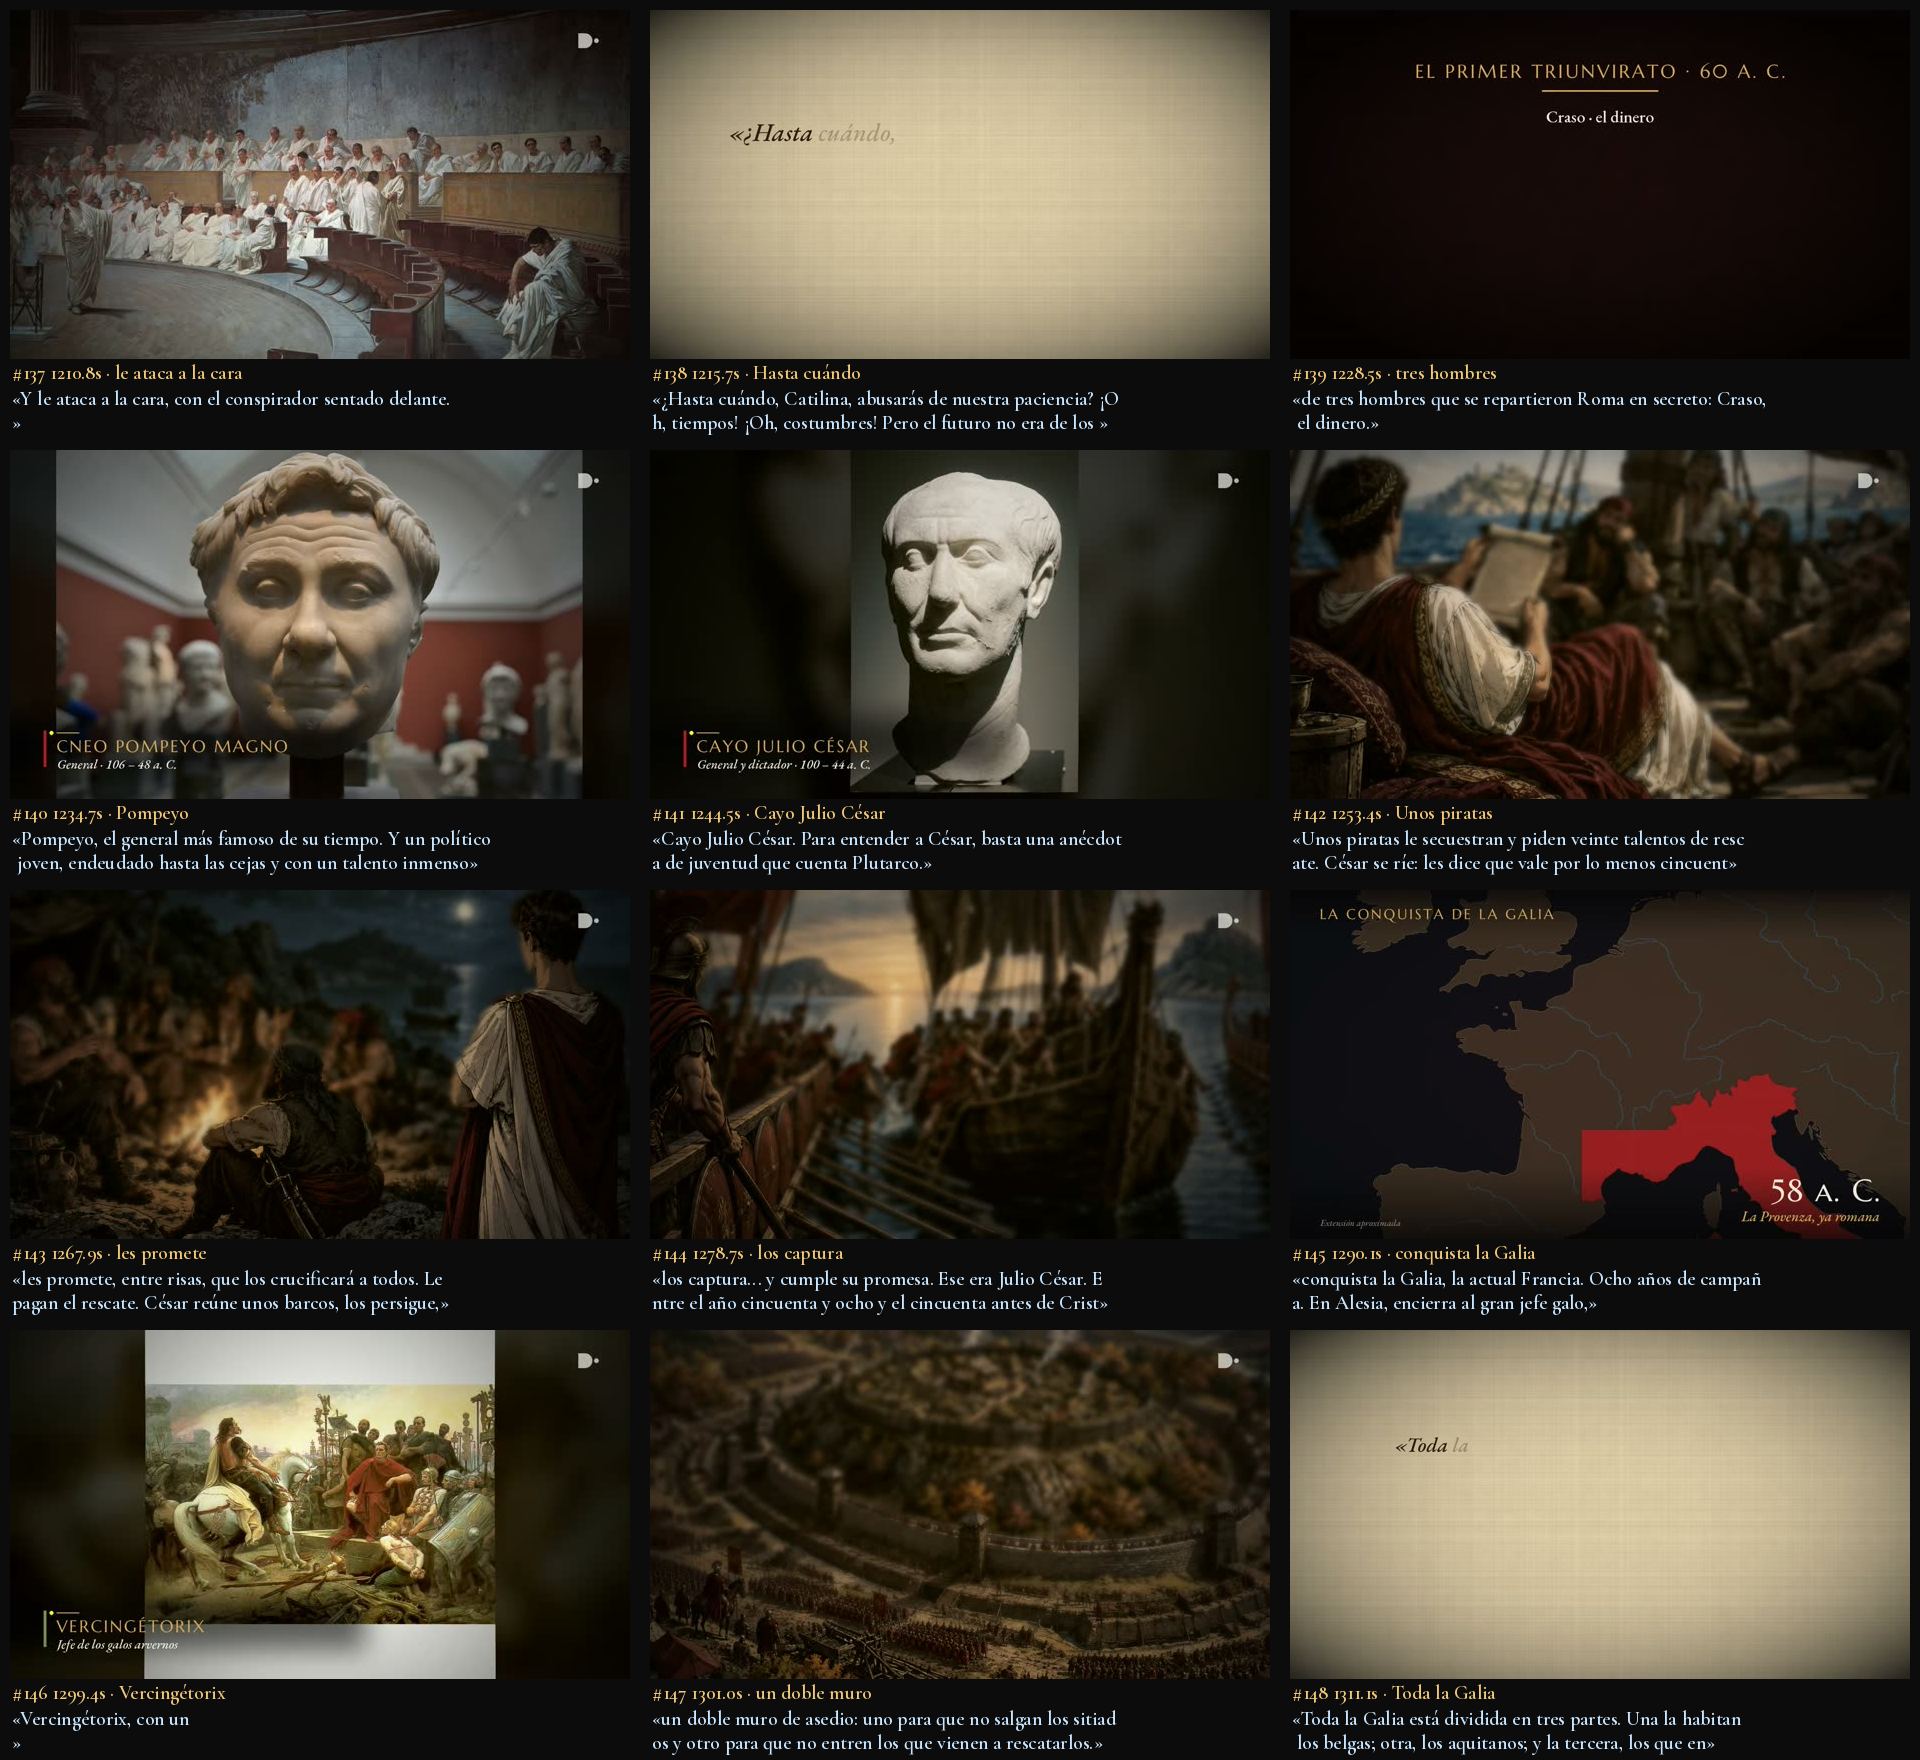 «¿Hasta cuándo,
EL PRIMER TRIUNVIRATO · 60 A. C.
Craso · el dinero
#137 1210.8s · le ataca a la cara
«Y le ataca a la cara, con el conspirador sentado delante.
»
#138 1215.7s · Hasta cuándo
«¿Hasta cuándo, Catilina, abusarás de nuestra paciencia? ¡O
h, tiempos! ¡Oh, costumbres! Pero el futuro no era de los »
#139 1228.5s · tres hombres
«de tres hombres que se repartieron Roma en secreto: Craso,
el dinero.»
CNEO POMPEYO MAGNO
General · 106 – 48 a. C.
CAYO JULIO CÉSAR
General y dictador · 100 – 44 a. C.
#140 1234.7s · Pompeyo
«Pompeyo, el general más famoso de su tiempo. Y un político
joven, endeudado hasta las cejas y con un talento inmenso»
#141 1244.5s · Cayo Julio César
«Cayo Julio César. Para entender a César, basta una anécdot
a de juventud que cuenta Plutarco.»
#142 1253.4s · Unos piratas
«Unos piratas le secuestran y piden veinte talentos de resc
ate. César se ríe: les dice que vale por lo menos cincuent»
LA CONQUISTA DE LA GALIA
58 A. C.
La Provenza, ya romana
Extensión aproximada
#143 1267.9s · les promete
«les promete, entre risas, que los crucificará a todos. Le
pagan el rescate. César reúne unos barcos, los persigue,»
#144 1278.7s · los captura
«los captura... y cumple su promesa. Ese era Julio César. E
ntre el año cincuenta y ocho y el cincuenta antes de Crist»
#145 1290.1s · conquista la Galia
«conquista la Galia, la actual Francia. Ocho años de campañ
a. En Alesia, encierra al gran jefe galo,»
VERCINGÉTORIX
Jefe de los galos arvernos
«Toda la
#146 1299.4s · Vercingétorix
«Vercingétorix, con un
»
#147 1301.0s · un doble muro
«un doble muro de asedio: uno para que no salgan los sitiad
os y otro para que no entren los que vienen a rescatarlos.»
#148 1311.1s · Toda la Galia
«Toda la Galia está dividida en tres partes. Una la habitan
los belgas; otra, los aquitanos; y la tercera, los que en»